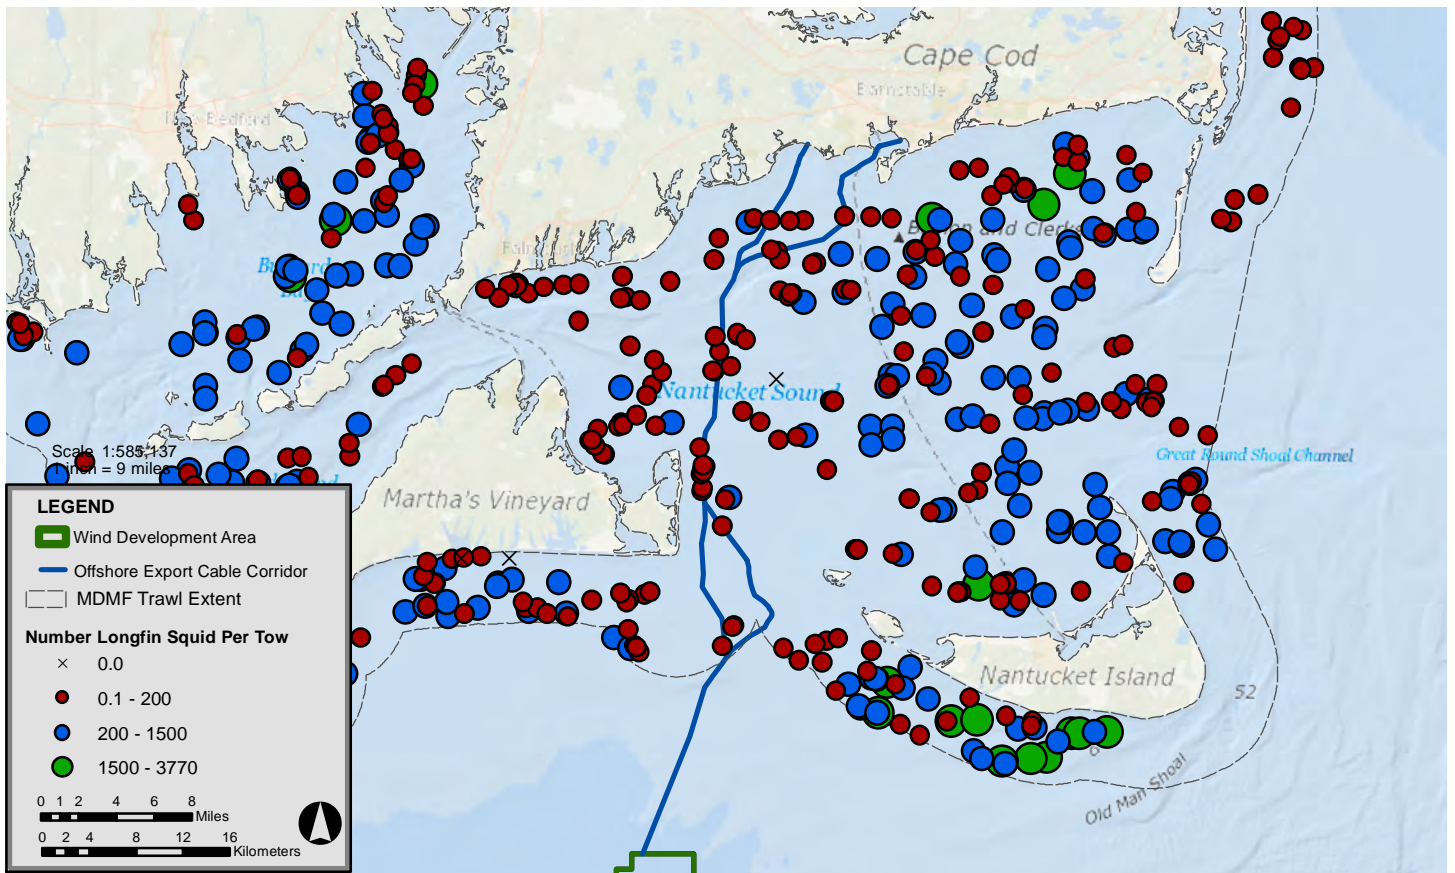 Cape Cod
Barnstable
New Bedford
Nantucket Sound
Great Round Shoal Channel
Scale 1:585,137
1 inch = 9 miles
Martha's Vineyard
LEGEND
Wind Development Area
Offshore Export Cable Corridor
MDMF Trawl Extent
Number Longfin Squid Per Tow
0.0
0.1 - 200
200 - 1500
1500 - 3770
0 1 2 4 6 8
Miles
0 2 4 8 12 16
Kilometers
Nantucket Island
52
Old Man Shoal